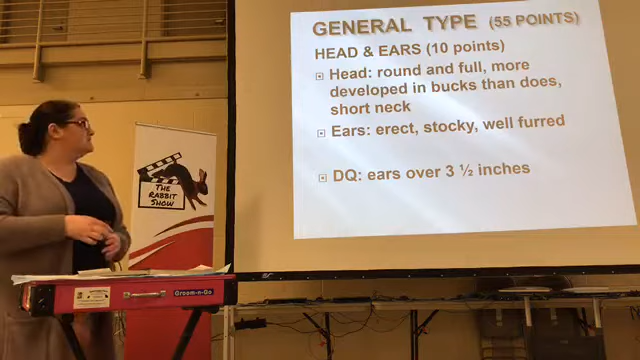 GENERAL TYPE (55 POINTS)
HEAD & EARS (10 points)
Head: round and full, more
developed in bucks than does,
short neck
Ears: erect, stocky, well furred
DQ: ears over 3 ½ inches
THE
RABBIT
SHOW
Groom-n-Go